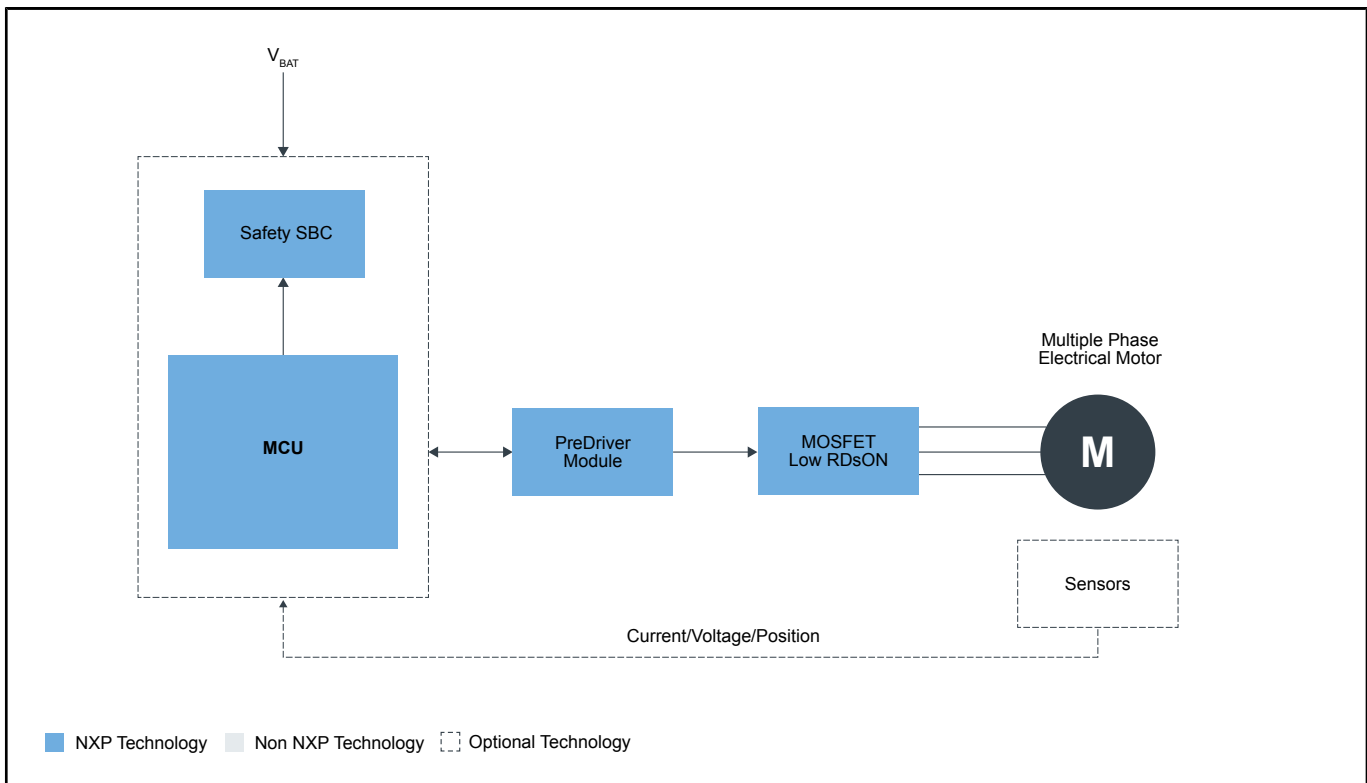 VBAT
Safety SBC
MCU
PreDriver
Module
MOSFET
Low RDsON
Multiple Phase
Electrical Motor
M
Sensors
Current/Voltage/Position
NXP Technology
Non NXP Technology
Optional Technology